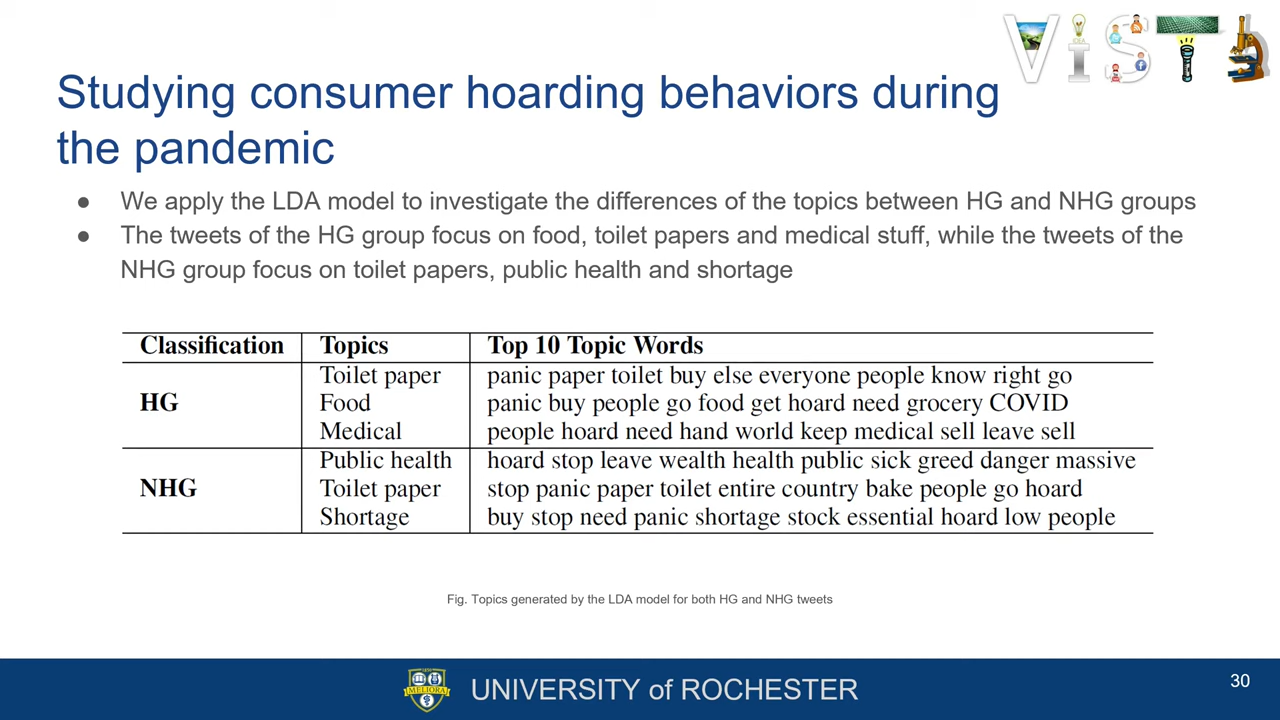 ViSTA
Studying consumer hoarding behaviors during
the pandemic
● We apply the LDA model to investigate the differences of the topics between HG and NHG groups
● The tweets of the HG group focus on food, toilet papers and medical stuff, while the tweets of the
NHG group focus on toilet papers, public health and shortage
Classification Topics Top 10 Topic Words
Toilet paper panic paper toilet buy else everyone people know right go
HG Food panic buy people go food get hoard need grocery COVID
Medical people hoard need hand world keep medical sell leave sell
Public health hoard stop leave wealth health public sick greed danger massive
NHG Toilet paper stop panic paper toilet entire country bake people go hoard
Shortage buy stop need panic shortage stock essential hoard low people
Fig. Topics generated by the LDA model for both HG and NHG tweets
MELIORA
UNIVERSITY of ROCHESTER
30